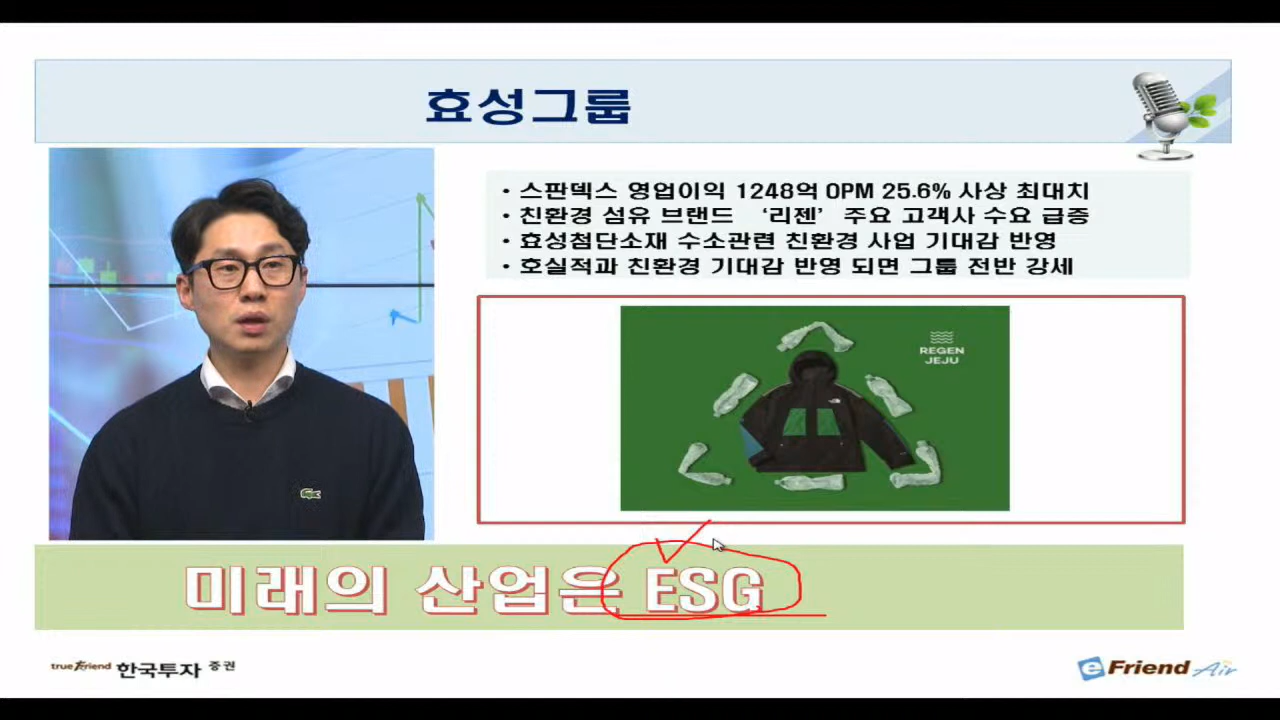 효성그룹
• 스판덱스 영업이익 1248억 OPM 25.6% 사상 최대치
• 친환경 섬유 브랜드 ‘리젠’ 주요 고객사 수요 급증
• 효성첨단소재 수소관련 친환경 사업 기대감 반영
• 호실적과 친환경 기대감 반영 되면 그룹 전반 강세
REGEN
JEJU
미래의 산업은 ESG
true Friend 한국투자 증권
eFriend Air